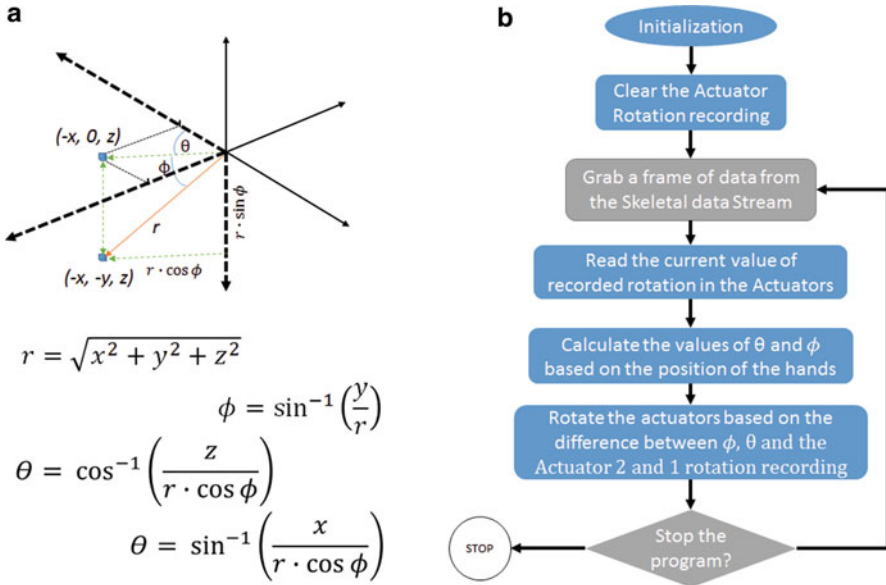 a
(-x, 0, z)
θ
ϕ
r
r · sin ϕ
r · cos ϕ
(-x, -y, z)
r = √x² + y² + z²
ϕ = sin⁻¹ (y/r)
θ = cos⁻¹ (z / r · cos ϕ)
θ = sin⁻¹ (x / r · cos ϕ)
b
Initialization
Clear the Actuator
Rotation recording
Grab a frame of data from
the Skeletal data Stream
Read the current value of
recorded rotation in the Actuators
Calculate the values of θ and ϕ
based on the position of the hands
Rotate the actuators based on the
difference between ϕ, θ and the
Actuator 2 and 1 rotation recording
Stop the
program?
STOP